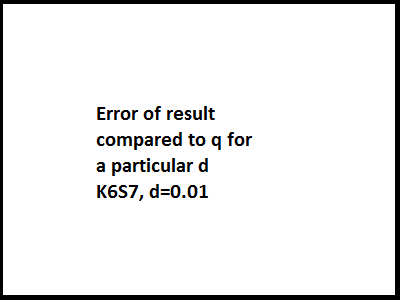 Error of result
compared to q for
a particular d
K6S7, d=0.01